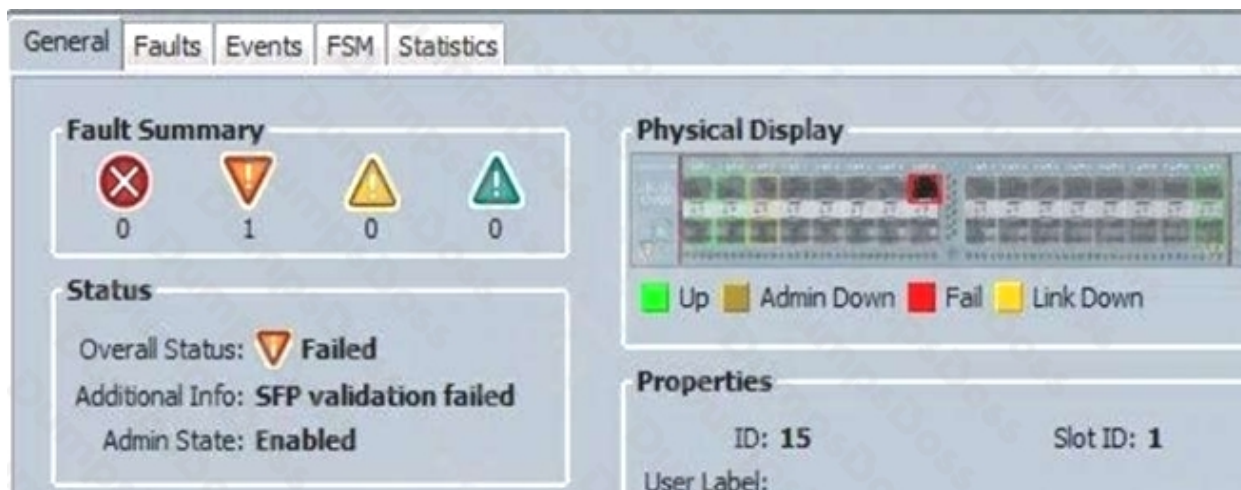 General Faults Events FSM Statistics
Fault Summary
0 1 0 0
Status
Overall Status: Failed
Additional Info: SFP validation failed
Admin State: Enabled
Physical Display
Up Admin Down Fail Link Down
Properties
ID: 15 Slot ID: 1
User Label:
DumpsDoss